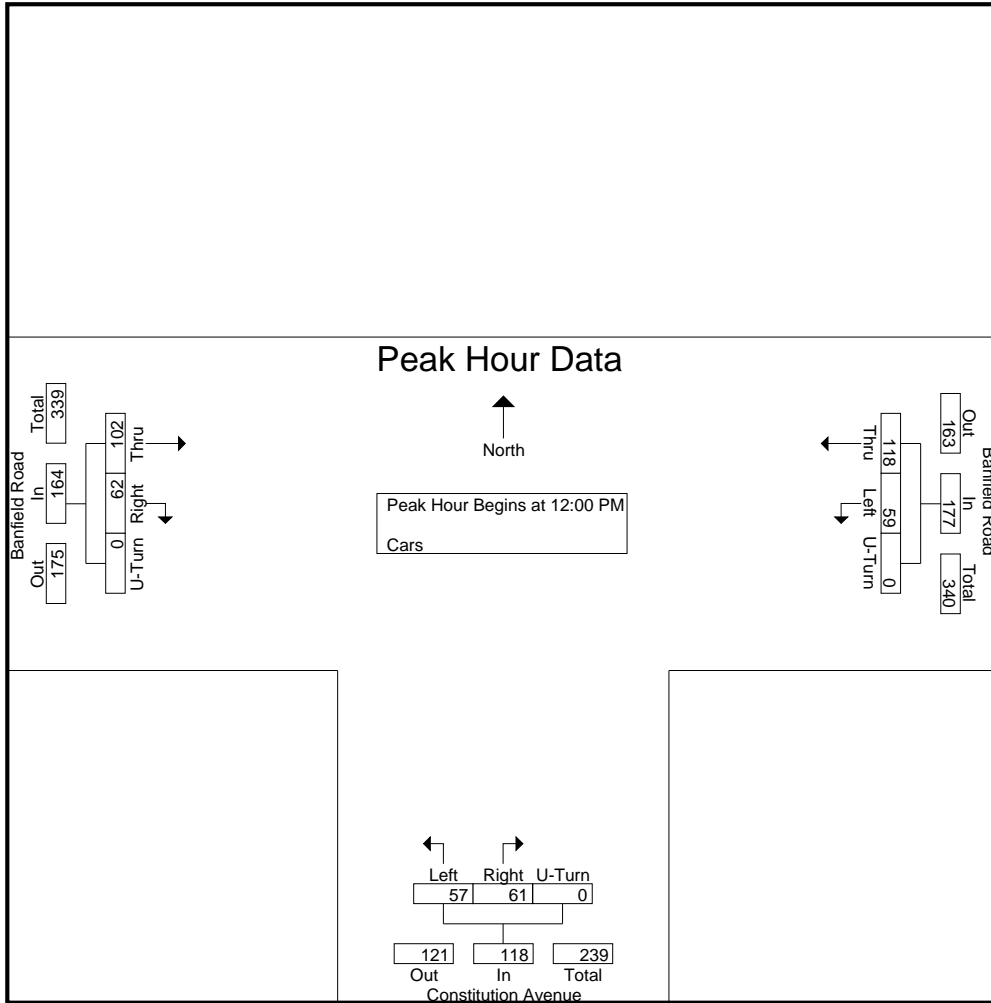 Peak Hour Data
North
Peak Hour Begins at 12:00 PM
Cars
Banfield Road
Out In Total
175 164 339
U-Turn Right Thru
0 62 102
Banfield Road
Out In Total
163 177 340
118 59 0
Thru Left U-Turn
Left Right U-Turn
57 61 0
121 118 239
Out In Total
Constitution Avenue